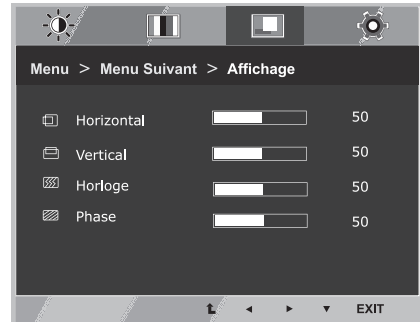 Menu > Menu Suivant > Affichage
Horizontal 50
Vertical 50
Horloge 50
Phase 50
EXIT